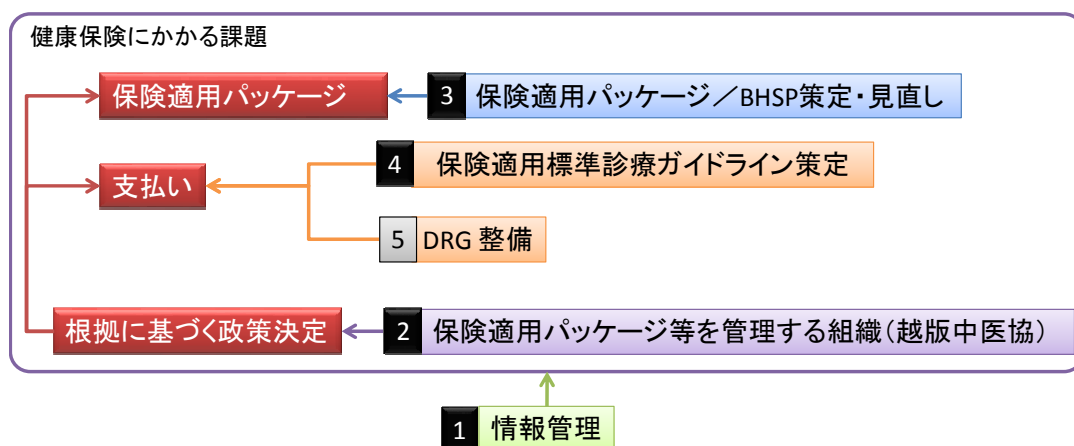 健康保険にかかる課題
保険適用パッケージ
3 保険適用パッケージ／BHSP策定・見直し
4 保険適用標準診療ガイドライン策定
支払い
5 DRG 整備
根拠に基づく政策決定
2 保険適用パッケージ等を管理する組織（越版中医協）
1 情報管理